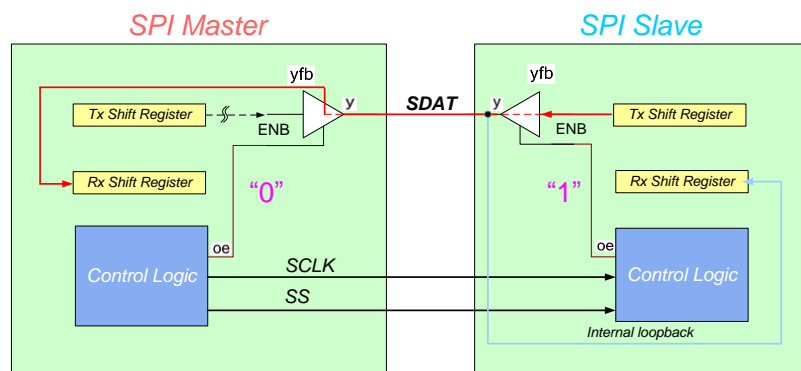 SPI Master
SPI Slave
yfb
yfb
y
SDAT
y
Tx Shift Register
ENB
ENB
Tx Shift Register
Rx Shift Register
“0”
“1”
Rx Shift Register
oe
oe
Control Logic
SCLK
Control Logic
SS
Internal loopback